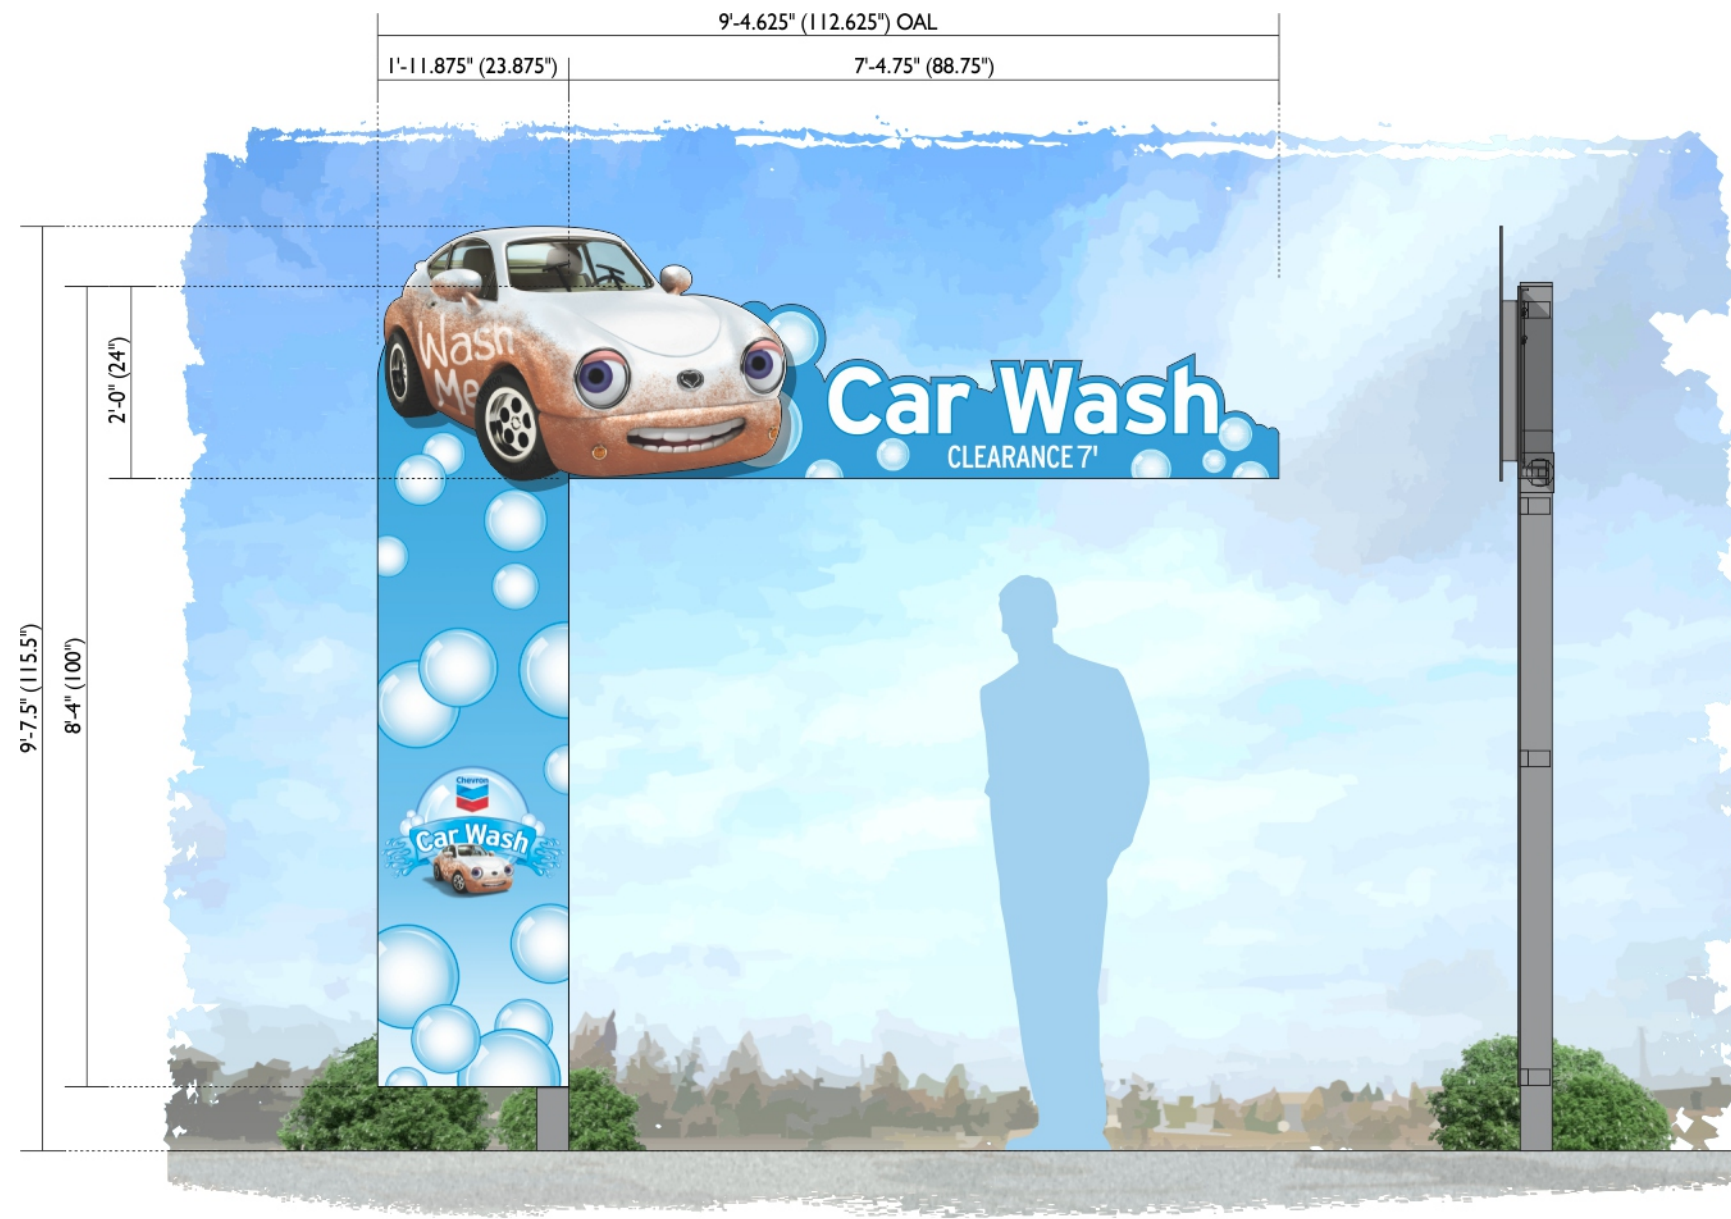 9'-4.625" (112.625") OAL
1'-11.875" (23.875")
7'-4.75" (88.75")
9'-7.5" (115.5")
8'-4" (100")
2'-0" (24")
Wash
Me
Car Wash
CLEARANCE 7'
Chevron
Car Wash